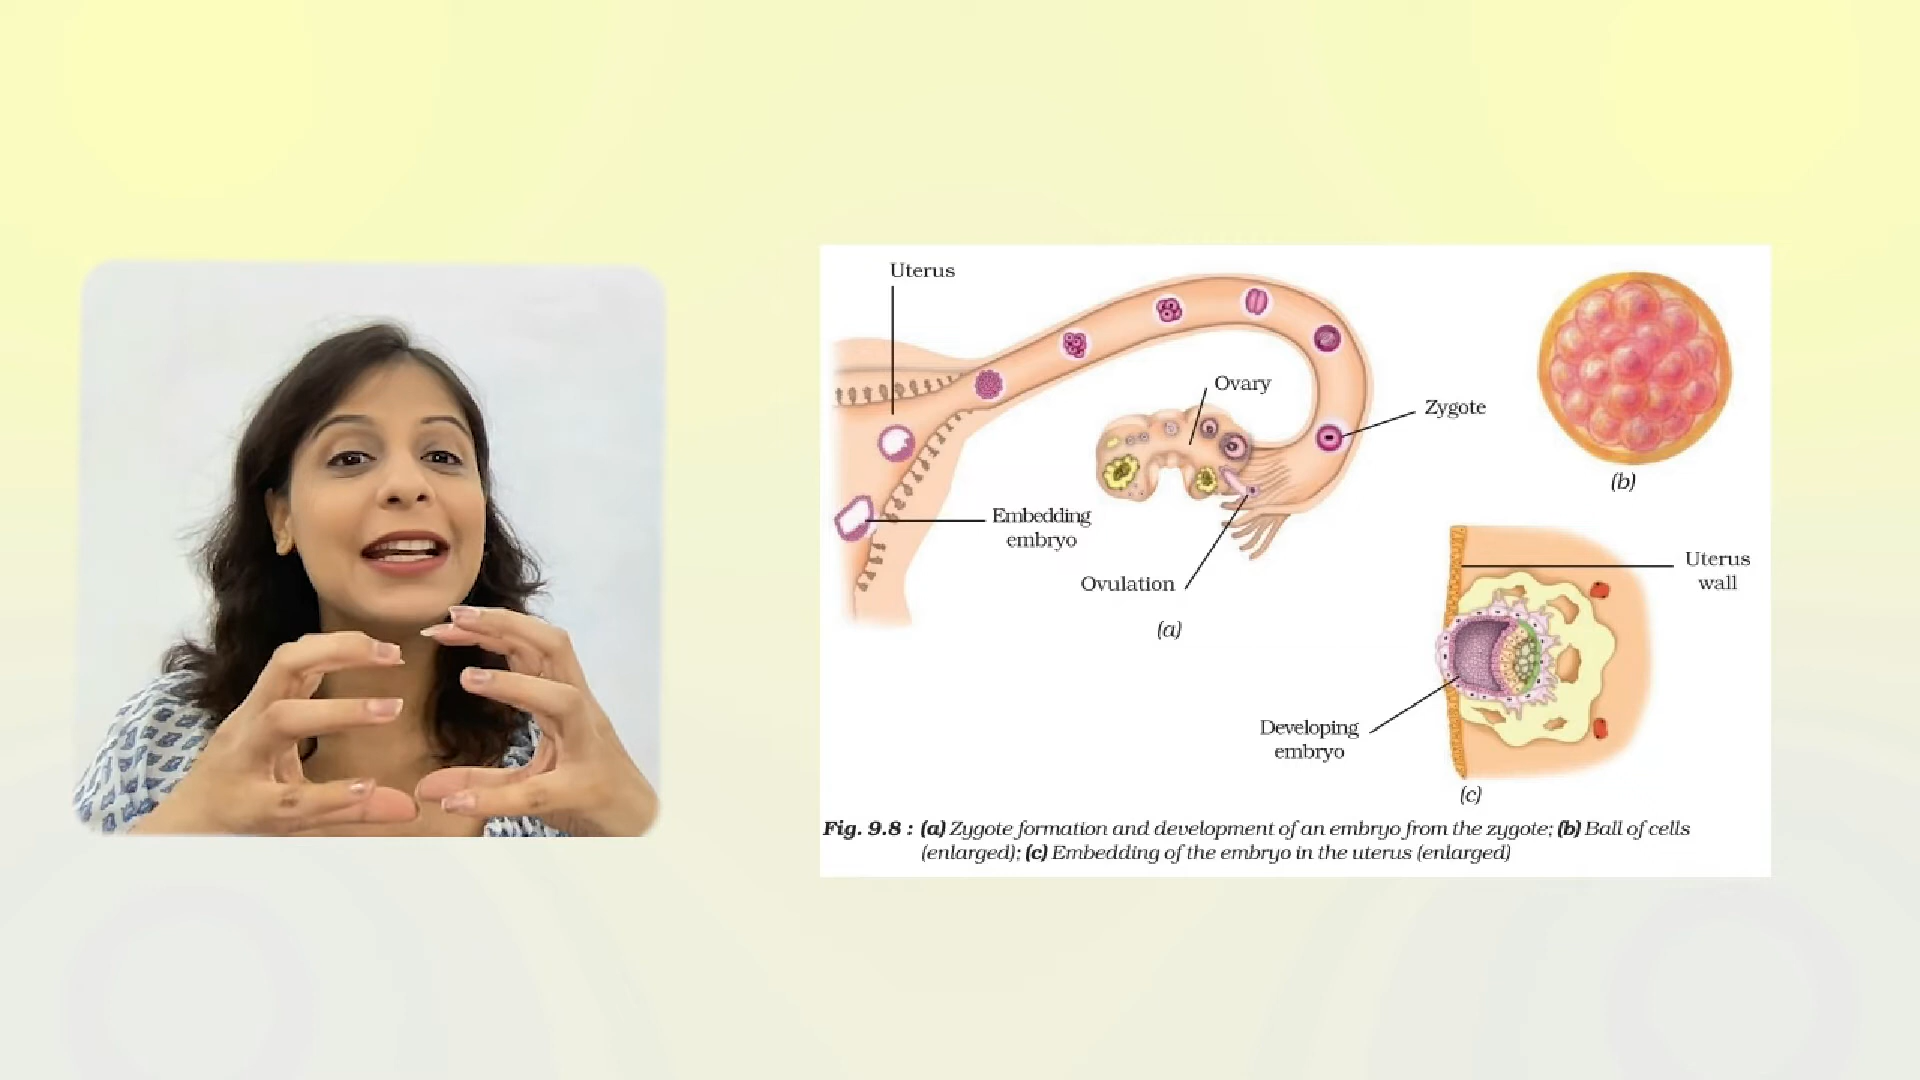 Uterus
Ovary
Zygote
(b)
Embedding
embryo
Ovulation
(a)
Uterus
wall
Developing
embryo
(c)
Fig. 9.8 : (a) Zygote formation and development of an embryo from the zygote; (b) Ball of cells
(enlarged); (c) Embedding of the embryo in the uterus (enlarged)